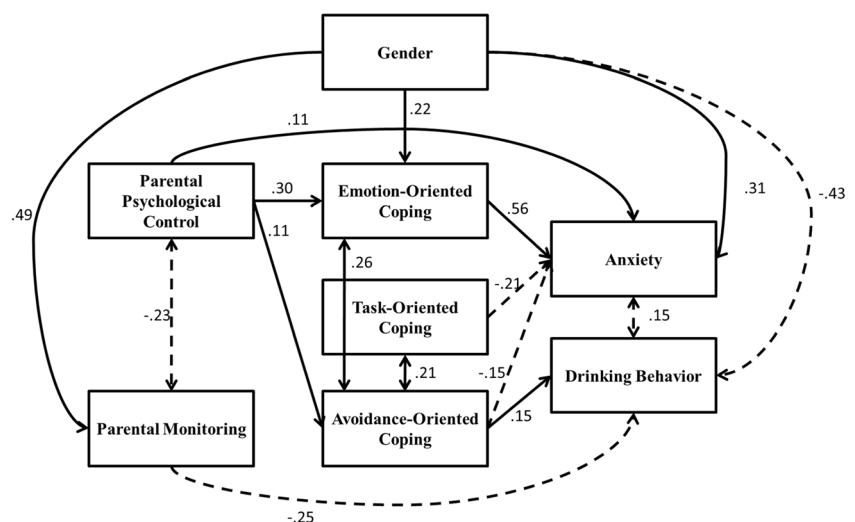 Gender
.22
.11
Parental
Psychological
Control
.30
Emotion-Oriented
Coping
.56
.31
-.43
.49
.11
.26
Anxiety
-.21
Task-Oriented
Coping
-.23
.15
.21
-.15
Drinking Behavior
Parental Monitoring
Avoidance-Oriented
Coping
.15
-.25